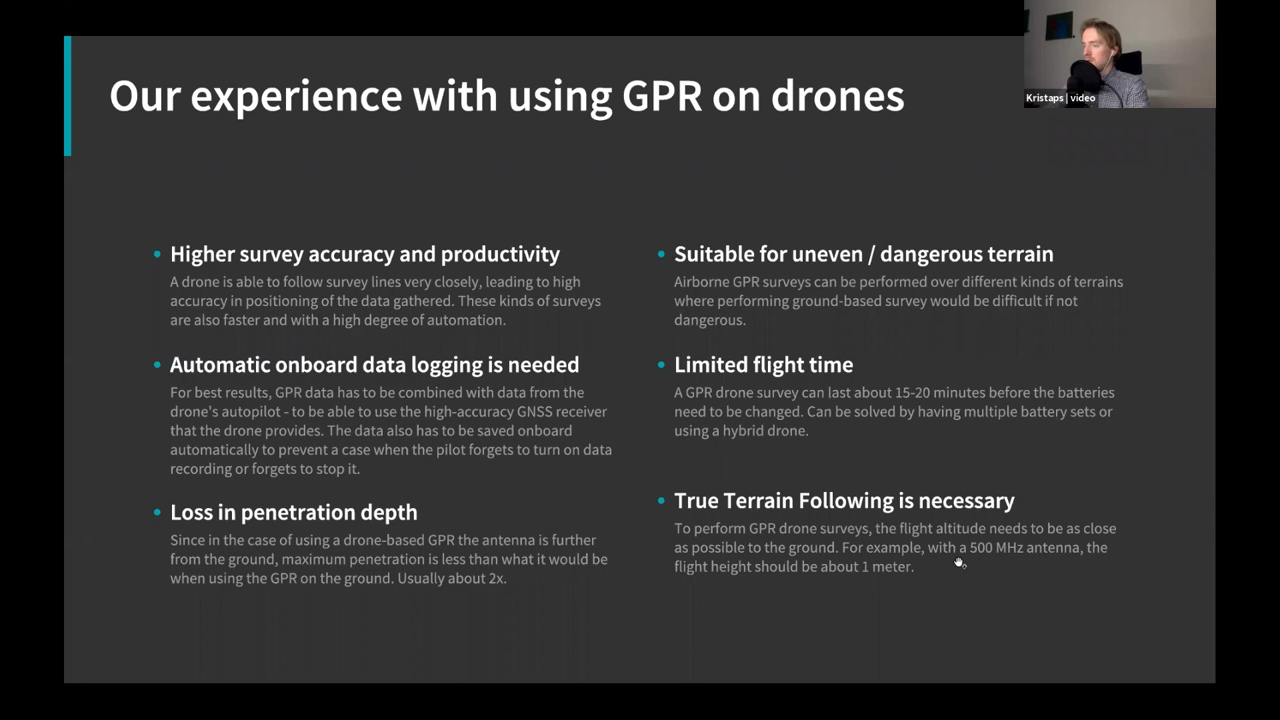 Our experience with using GPR on drones
Kristaps | video
Higher survey accuracy and productivity
A drone is able to follow survey lines very closely, leading to high
accuracy in positioning of the data gathered. These kinds of surveys
are also faster and with a high degree of automation.
Automatic onboard data logging is needed
For best results, GPR data has to be combined with data from the
drone's autopilot - to be able to use the high-accuracy GNSS receiver
that the drone provides. The data also has to be saved onboard
automatically to prevent a case when the pilot forgets to turn on data
recording or forgets to stop it.
Loss in penetration depth
Since in the case of using a drone-based GPR the antenna is further
from the ground, maximum penetration is less than what it would be
when using the GPR on the ground. Usually about 2x.
Suitable for uneven / dangerous terrain
Airborne GPR surveys can be performed over different kinds of terrains
where performing ground-based survey would be difficult if not
dangerous.
Limited flight time
A GPR drone survey can last about 15-20 minutes before the batteries
need to be changed. Can be solved by having multiple battery sets or
using a hybrid drone.
True Terrain Following is necessary
To perform GPR drone surveys, the flight altitude needs to be as close
as possible to the ground. For example, with a 500 MHz antenna, the
flight height should be about 1 meter.